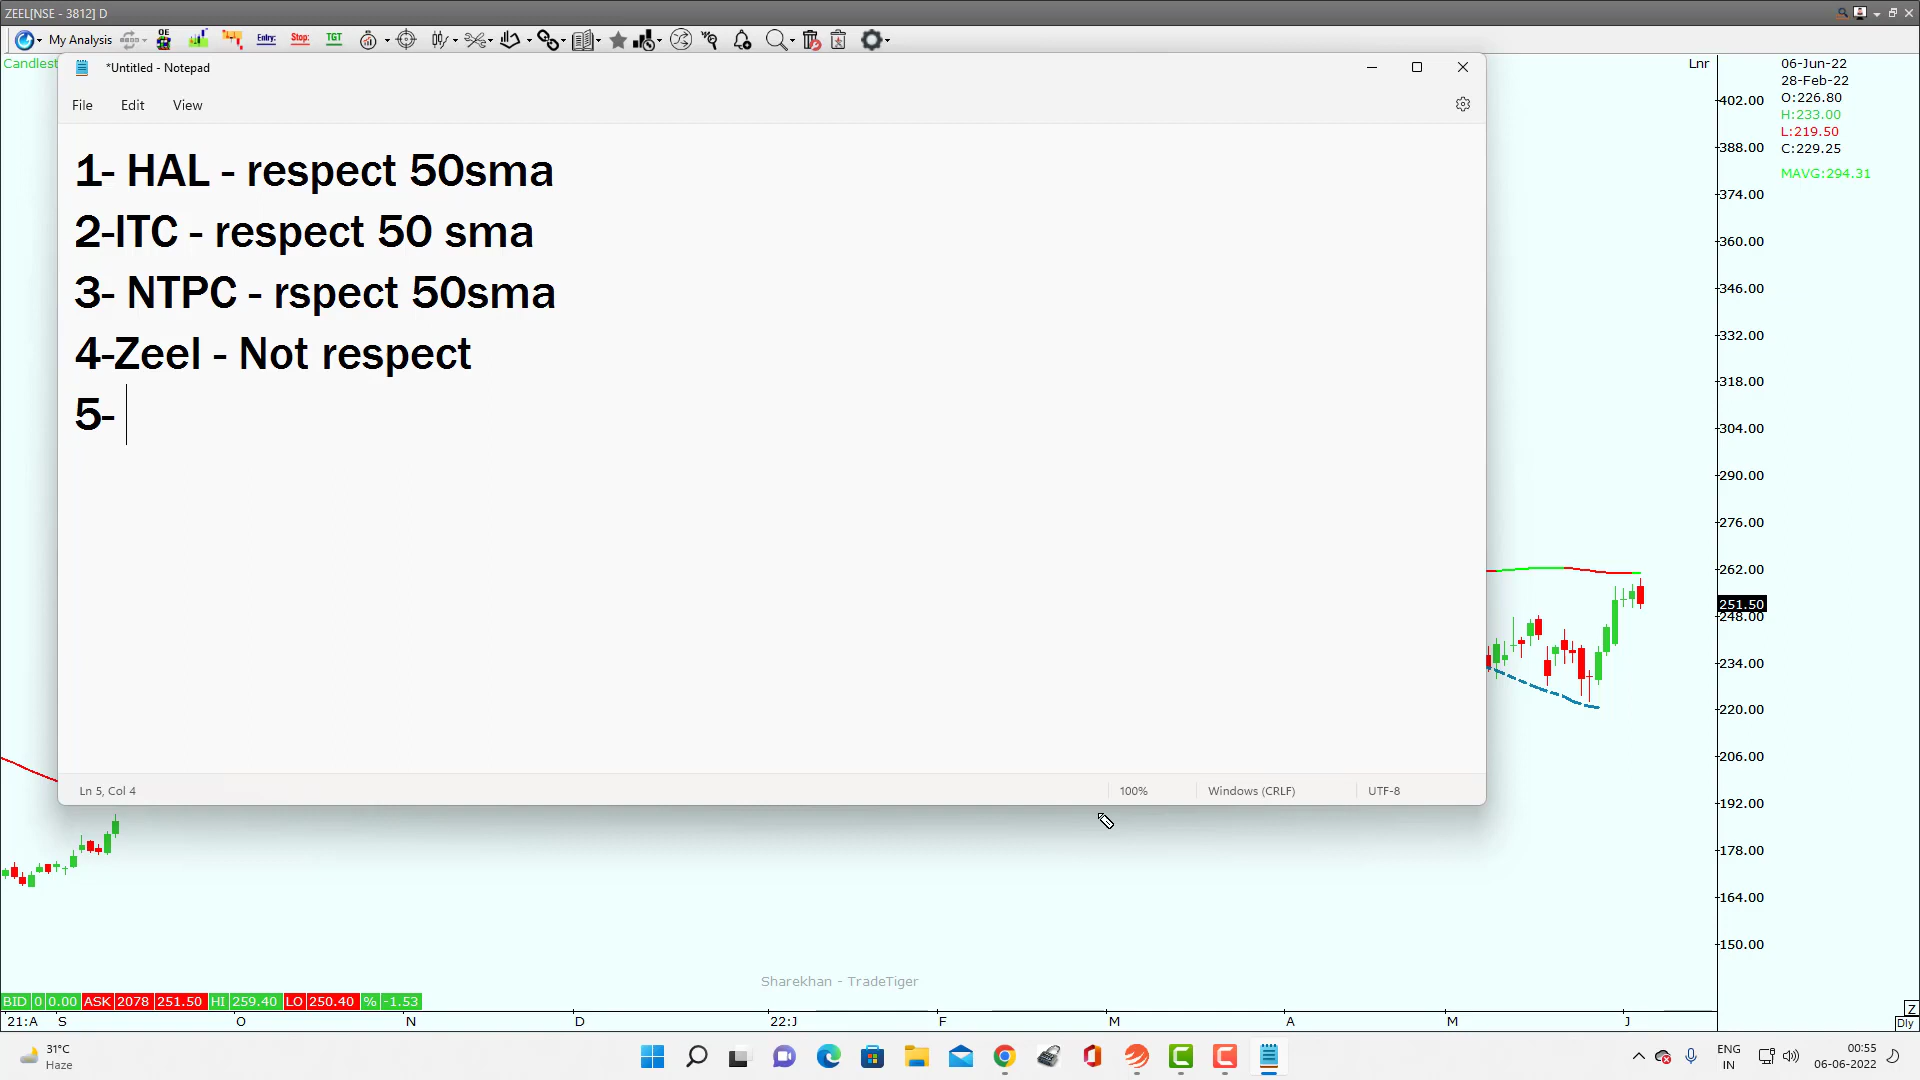 ZEEL[NSE - 3812] D
My Analysis
OE
Entry:
Stop:
TGT
Candlest
*Untitled - Notepad
File Edit View
1- HAL - respect 50sma
2-ITC - respect 50 sma
3- NTPC - rspect 50sma
4-Zeel - Not respect
5-
Ln 5, Col 4
100%
Windows (CRLF)
UTF-8
Lnr
06-Jun-22
28-Feb-22
O:226.80
H:233.00
L:219.50
C:229.25
MAVG:294.31
402.00
388.00
374.00
360.00
346.00
332.00
318.00
304.00
290.00
276.00
262.00
251.50
248.00
234.00
220.00
206.00
192.00
178.00
164.00
150.00
Sharekhan - TradeTiger
BID 0 0.00 ASK 2078 251.50 HI 259.40 LO 250.40 % -1.53
21:A S O N D 22:J F M A M J
Z
Dly
31°C
Haze
ENG
IN
00:55
06-06-2022